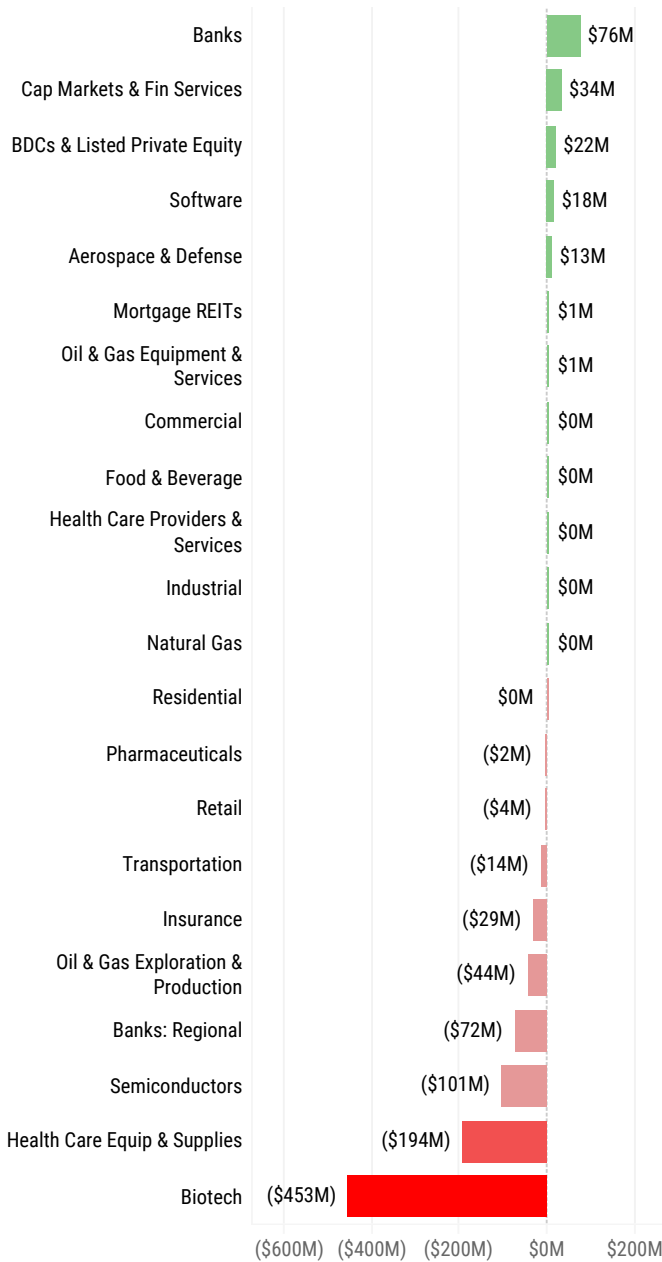 Banks $76M
Cap Markets & Fin Services $34M
BDCs & Listed Private Equity $22M
Software $18M
Aerospace & Defense $13M
Mortgage REITs $1M
Oil & Gas Equipment &
Services $1M
Commercial $0M
Food & Beverage $0M
Health Care Providers &
Services $0M
Industrial $0M
Natural Gas $0M
Residential $0M
Pharmaceuticals ($2M)
Retail ($4M)
Transportation ($14M)
Insurance ($29M)
Oil & Gas Exploration &
Production ($44M)
Banks: Regional ($72M)
Semiconductors ($101M)
Health Care Equip & Supplies ($194M)
Biotech ($453M)
($600M) ($400M) ($200M) $0M $200M